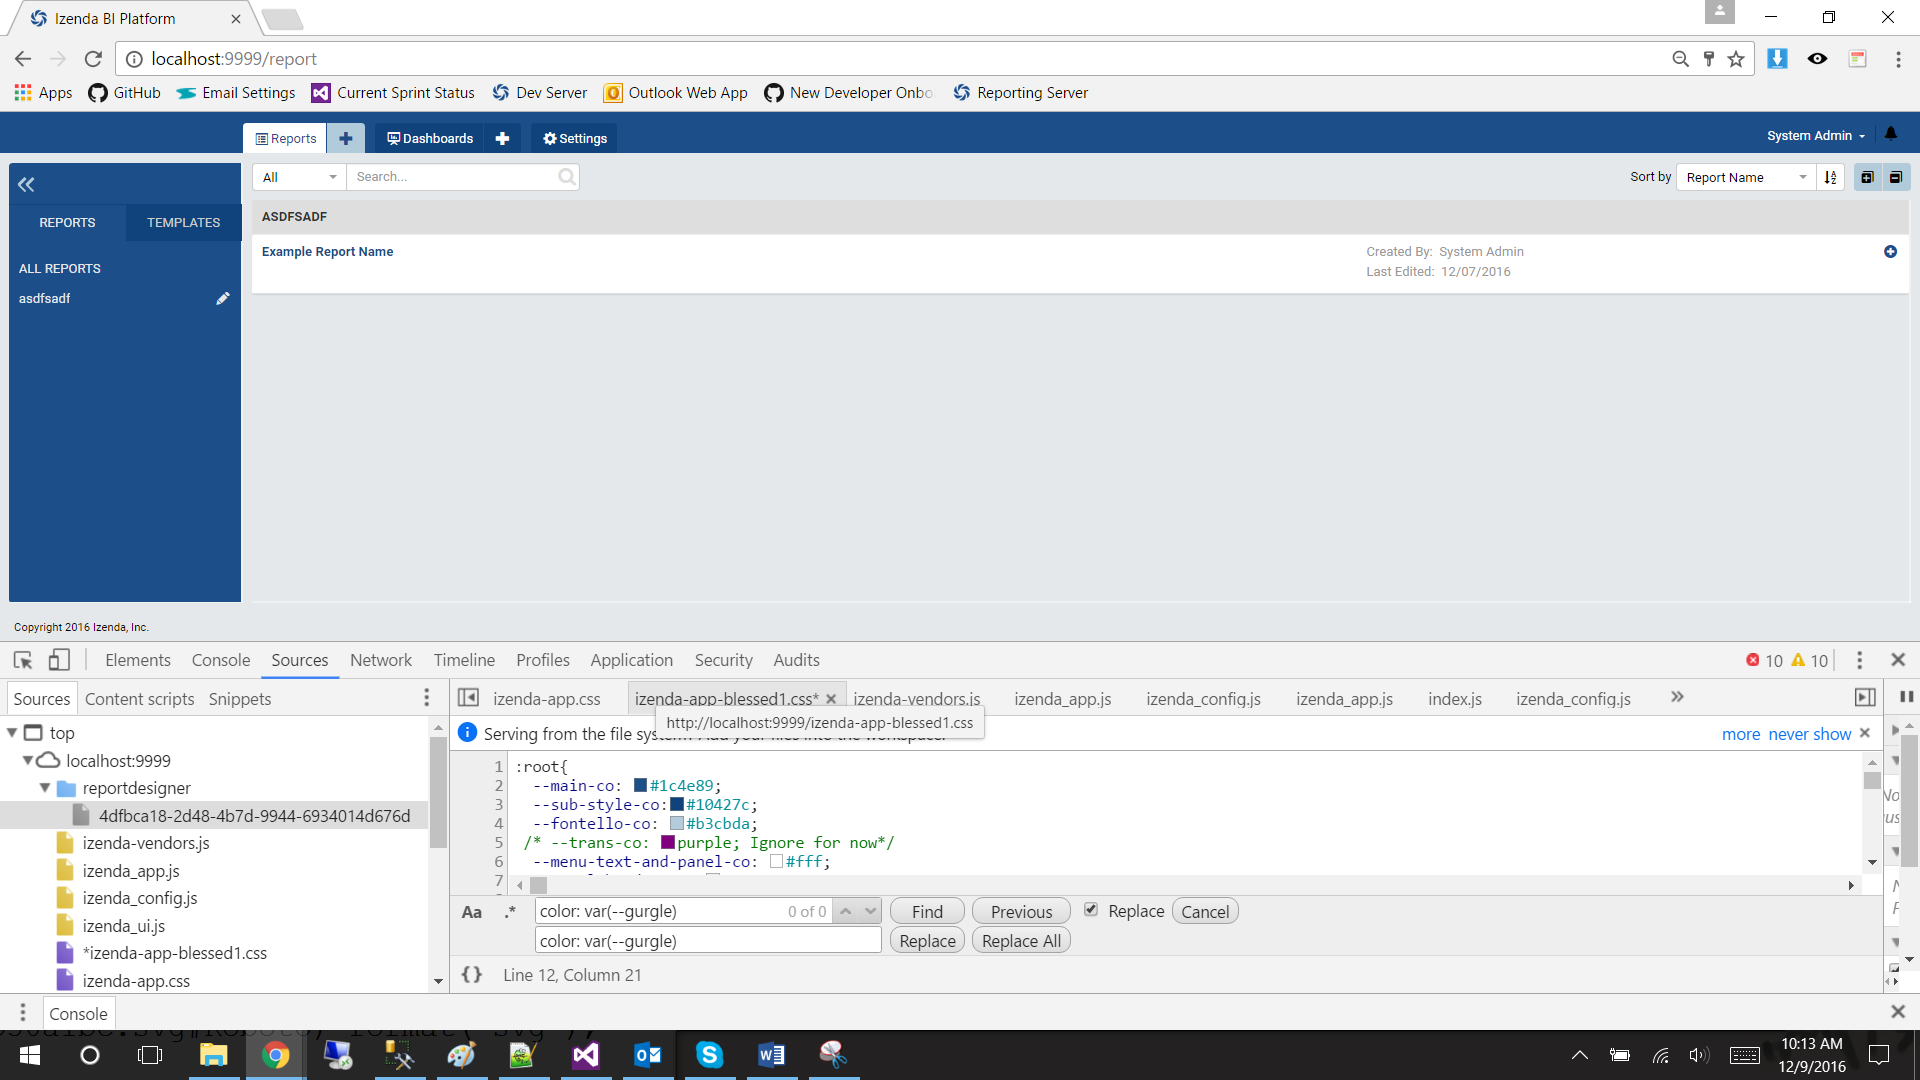 Izenda BI Platform
localhost:9999/report
Apps GitHub Email Settings Current Sprint Status Dev Server Outlook Web App New Developer Onbo Reporting Server
Reports Dashboards Settings System Admin
All Search... Sort by Report Name
REPORTS TEMPLATES
ALL REPORTS
asdfsadf
ASDFSADF
Example Report Name
Created By: System Admin
Last Edited: 12/07/2016
Copyright 2016 Izenda, Inc.
Elements Console Sources Network Timeline Profiles Application Security Audits 10 10
Sources Content scripts Snippets
izenda-app.css izenda-app-blessed1.css* izenda-vendors.js izenda_app.js izenda_config.js izenda_app.js index.js izenda_config.js
http://localhost:9999/izenda-app-blessed1.css
top
localhost:9999
reportdesigner
4dfbca18-2d48-4b7d-9944-6934014d676d
izenda-vendors.js
izenda_app.js
izenda_config.js
izenda_ui.js
*izenda-app-blessed1.css
izenda-app.css
Serving from the file system. Add your files into the workspace. more never show
1 :root{
2 --main-co: #1c4e89;
3 --sub-style-co:#10427c;
4 --fontello-co: #b3cbda;
5 /* --trans-co: purple; Ignore for now*/
6 --menu-text-and-panel-co: #fff;
7
Aa .* color: var(--gurgle) 0 of 0 Find Previous Replace Cancel
color: var(--gurgle) Replace Replace All
{} Line 12, Column 21
Console
10:13 AM
12/9/2016